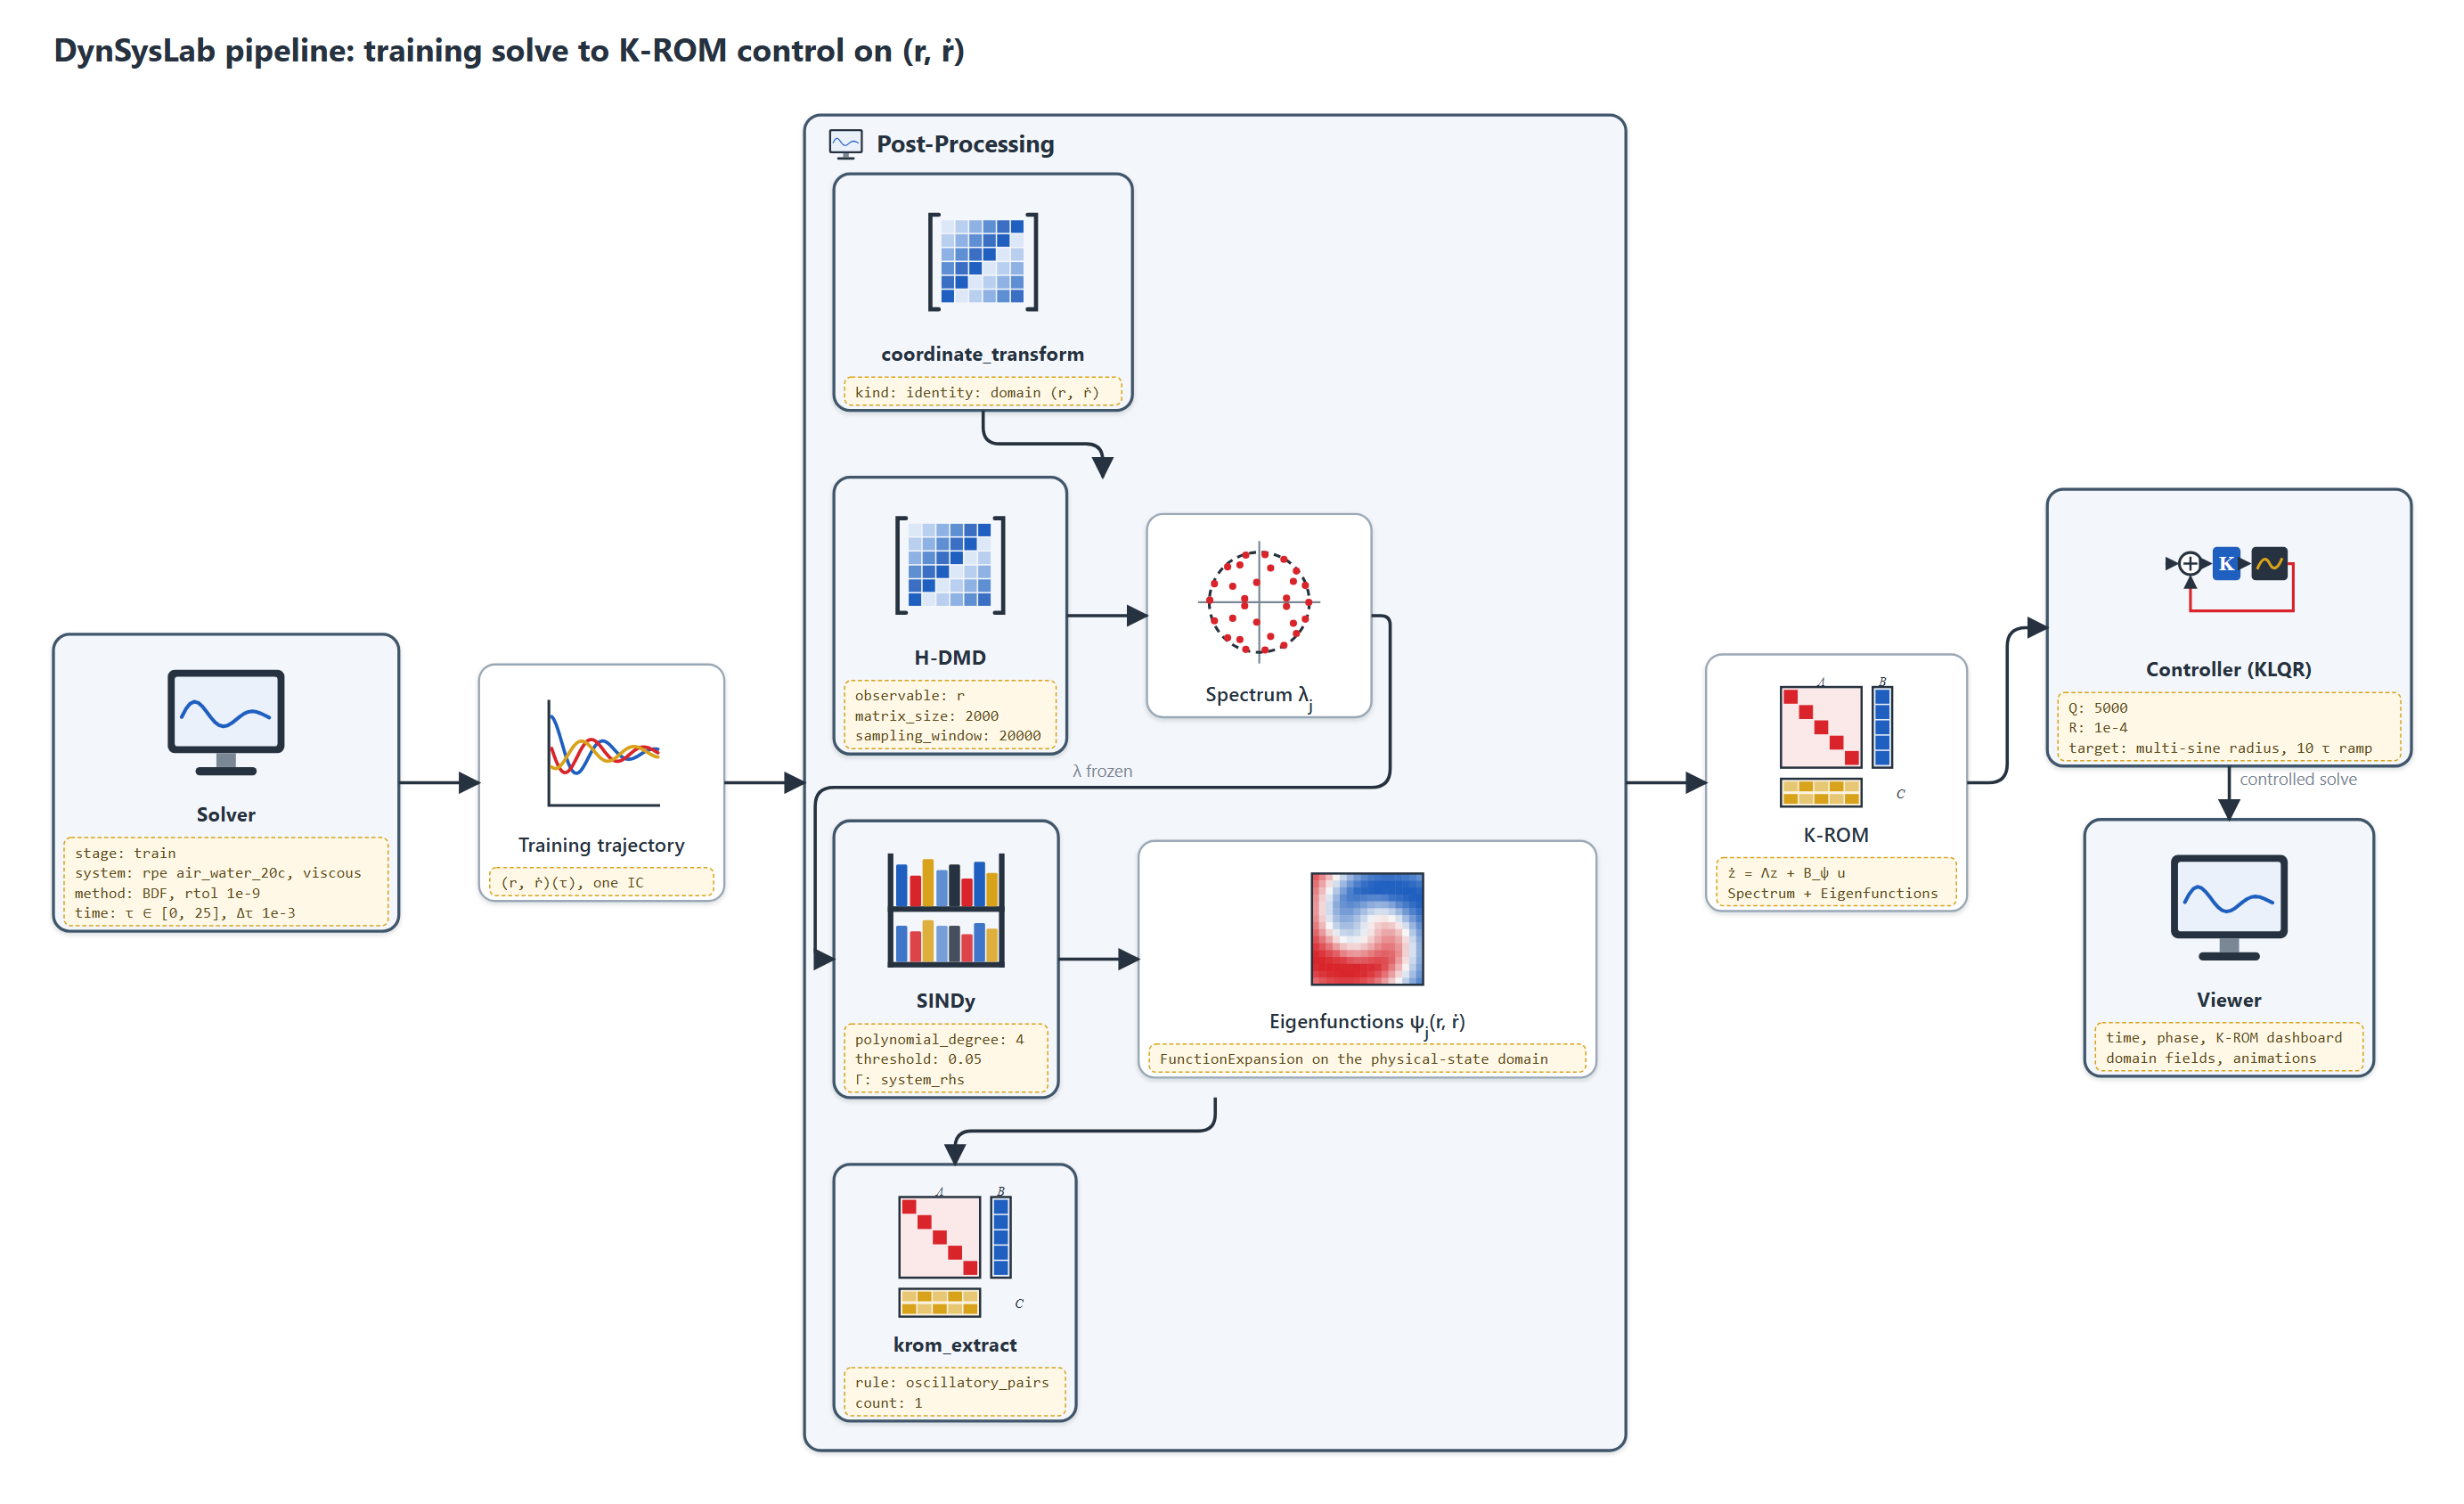 DynSysLab pipeline: training solve to K-ROM control on (r, ṙ)
Post-Processing
coordinate_transform
kind: identity: domain (r, ṙ)
H-DMD
observable: r
matrix_size: 2000
sampling_window: 20000
Spectrum λj
λ frozen
Solver
stage: train
system: rpe air_water_20c, viscous
method: BDF, rtol 1e-9
time: τ ∈ [0, 25], Δτ 1e-3
Training trajectory
(r, ṙ)(τ), one IC
SINDy
polynomial_degree: 4
threshold: 0.05
Γ: system_rhs
Eigenfunctions ψj(r, ṙ)
FunctionExpansion on the physical-state domain
Λ
B
C
krom_extract
rule: oscillatory_pairs
count: 1
Λ
B
C
K-ROM
ż = Λz + B_ψ u
Spectrum + Eigenfunctions
K
Controller (KLQR)
Q: 5000
R: 1e-4
target: multi-sine radius, 10 τ ramp
controlled solve
Viewer
time, phase, K-ROM dashboard
domain fields, animations